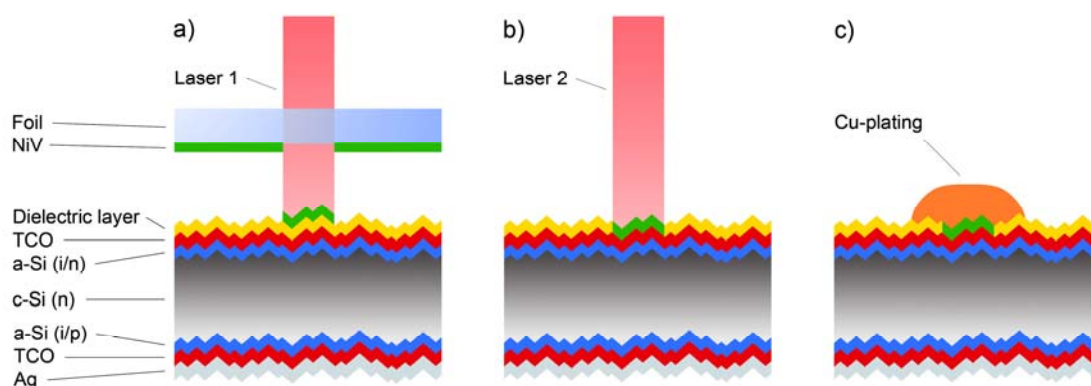 a)
Laser 1
Foil
NiV
Dielectric layer
TCO
a-Si (i/n)
c-Si (n)
a-Si (i/p)
TCO
Ag
b)
Laser 2
c)
Cu-plating